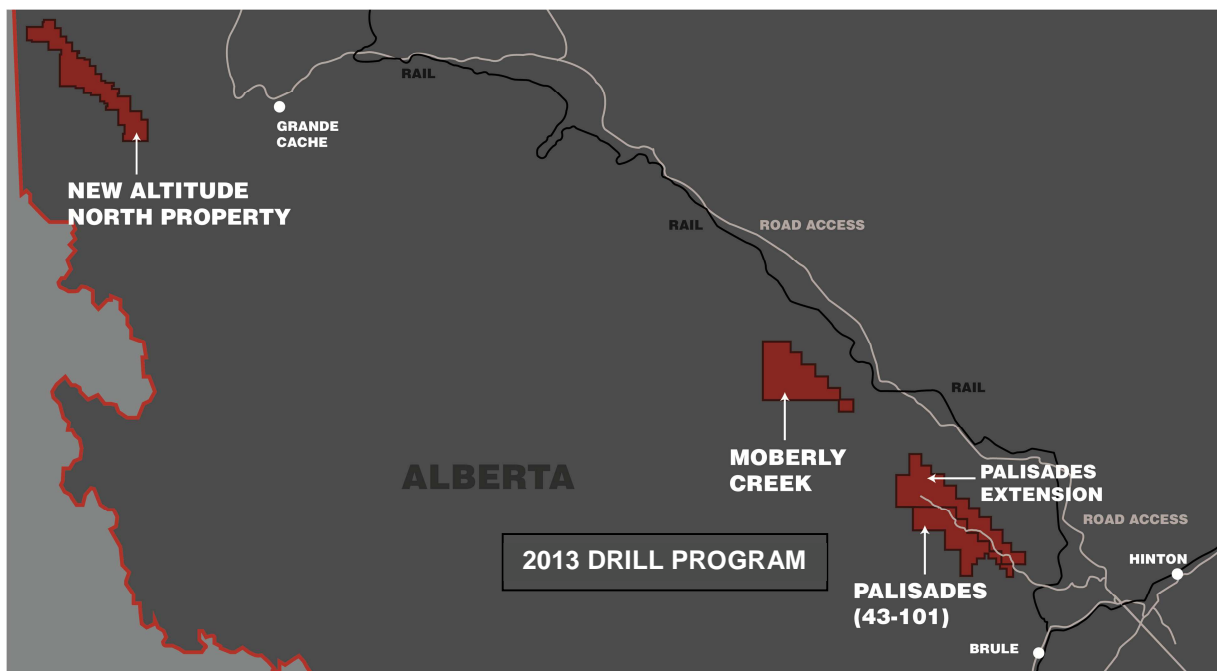 RAIL
GRANDE
CACHE
NEW ALTITUDE
NORTH PROPERTY
RAIL
ROAD ACCESS
RAIL
MOBERLY
CREEK
ALBERTA
PALISADES
EXTENSION
ROAD ACCESS
2013 DRILL PROGRAM
HINTON
PALISADES
(43-101)
BRULE